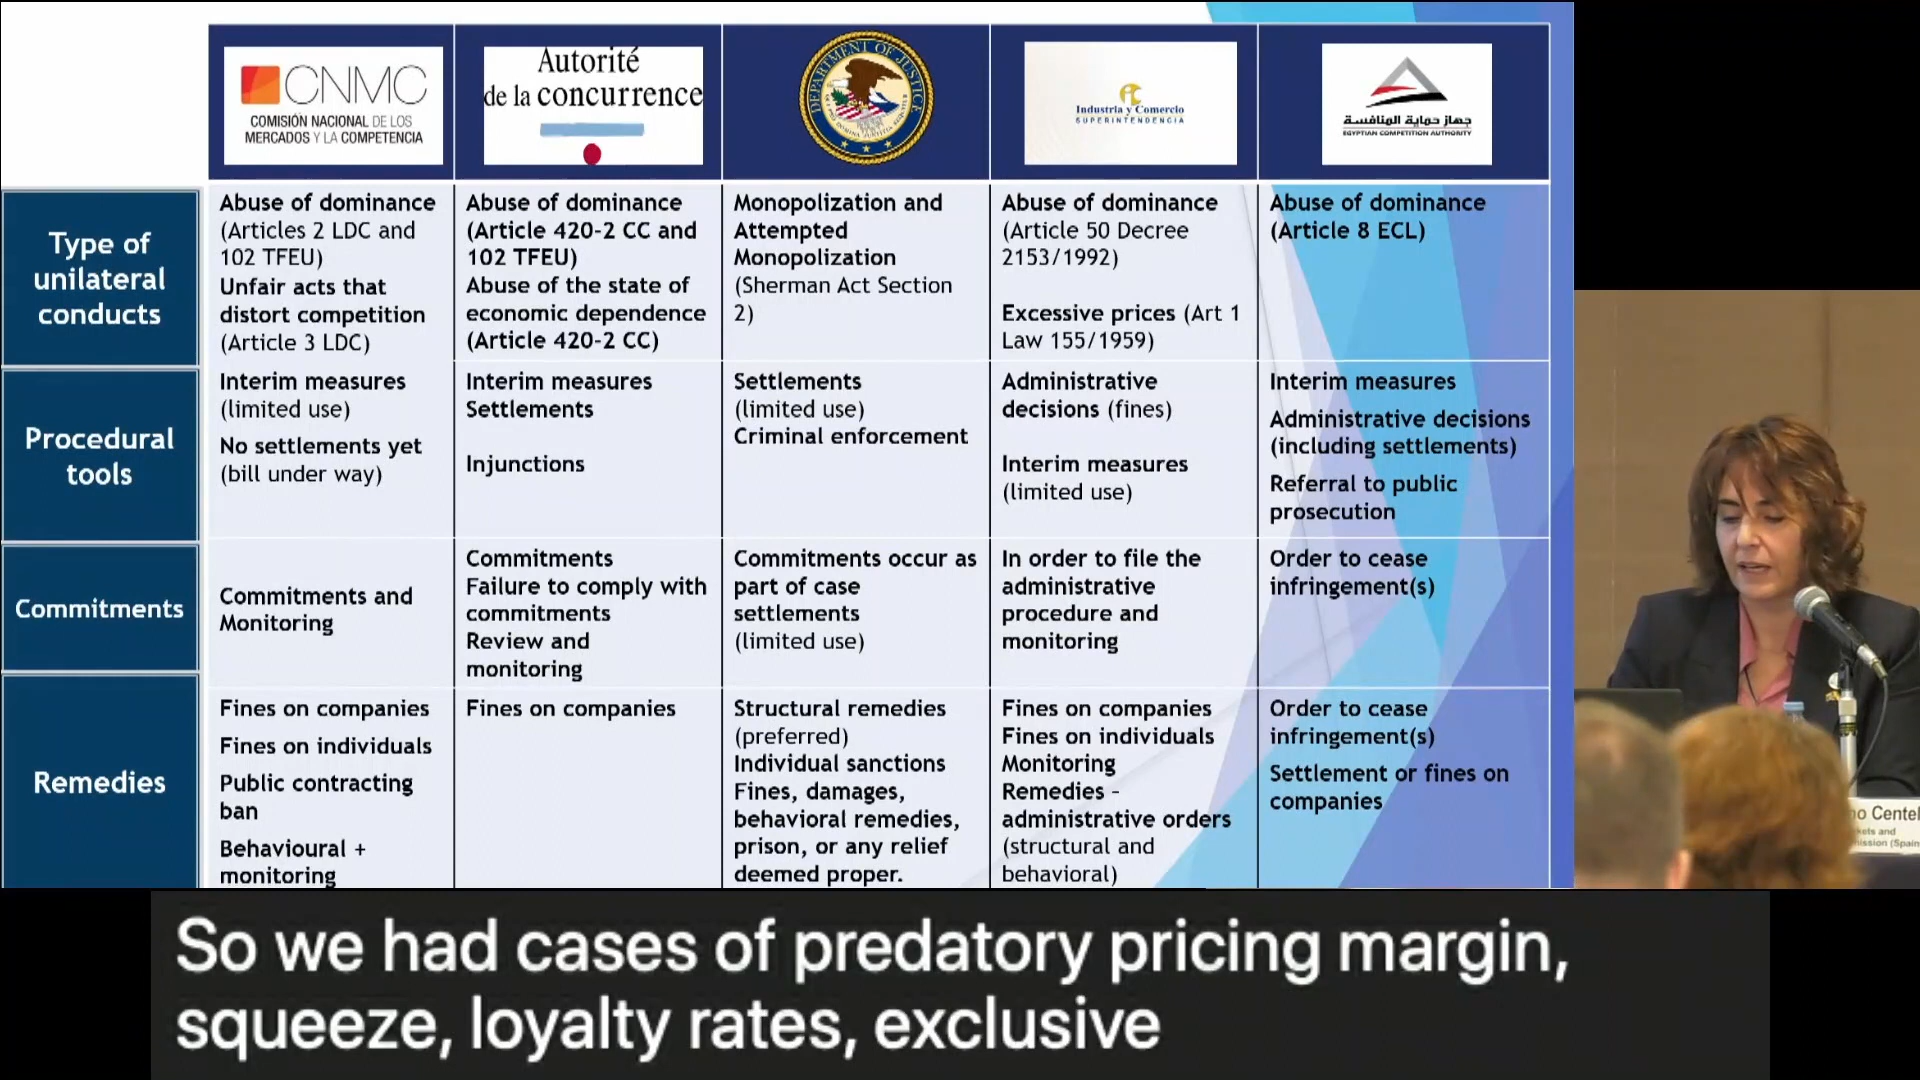 CNMC
COMISIÓN NACIONAL DE LOS
MERCADOS Y LA COMPETENCIA
Autorité
de la concurrence
DEPARTMENT OF JUSTICE
Industria y Comercio
SUPERINTENDENCIA
جهاز حماية المنافسة
EGYPTIAN COMPETITION AUTHORITY
Type of
unilateral
conducts
Abuse of dominance
(Articles 2 LDC and
102 TFEU)
Unfair acts that
distort competition
(Article 3 LDC)
Abuse of dominance
(Article 420-2 CC and
102 TFEU)
Abuse of the state of
economic dependence
(Article 420-2 CC)
Monopolization and
Attempted
Monopolization
(Sherman Act Section
2)
Abuse of dominance
(Article 50 Decree
2153/1992)
Excessive prices (Art 1
Law 155/1959)
Abuse of dominance
(Article 8 ECL)
Procedural
tools
Interim measures
(limited use)
No settlements yet
(bill under way)
Interim measures
Settlements
Injunctions
Settlements
(limited use)
Criminal enforcement
Administrative
decisions (fines)
Interim measures
(limited use)
Interim measures
Administrative decisions
(including settlements)
Referral to public
prosecution
Commitments
Commitments and
Monitoring
Commitments
Failure to comply with
commitments
Review and
monitoring
Commitments occur as
part of case
settlements
(limited use)
In order to file the
administrative
procedure and
monitoring
Order to cease
infringement(s)
Remedies
Fines on companies
Fines on individuals
Public contracting
ban
Behavioural +
monitoring
Fines on companies
Structural remedies
(preferred)
Individual sanctions
Fines, damages,
behavioral remedies,
prison, or any relief
deemed proper.
Fines on companies
Fines on individuals
Monitoring
Remedies –
administrative orders
(structural and
behavioral)
Order to cease
infringement(s)
Settlement or fines on
companies
So we had cases of predatory pricing margin,
squeeze, loyalty rates, exclusive